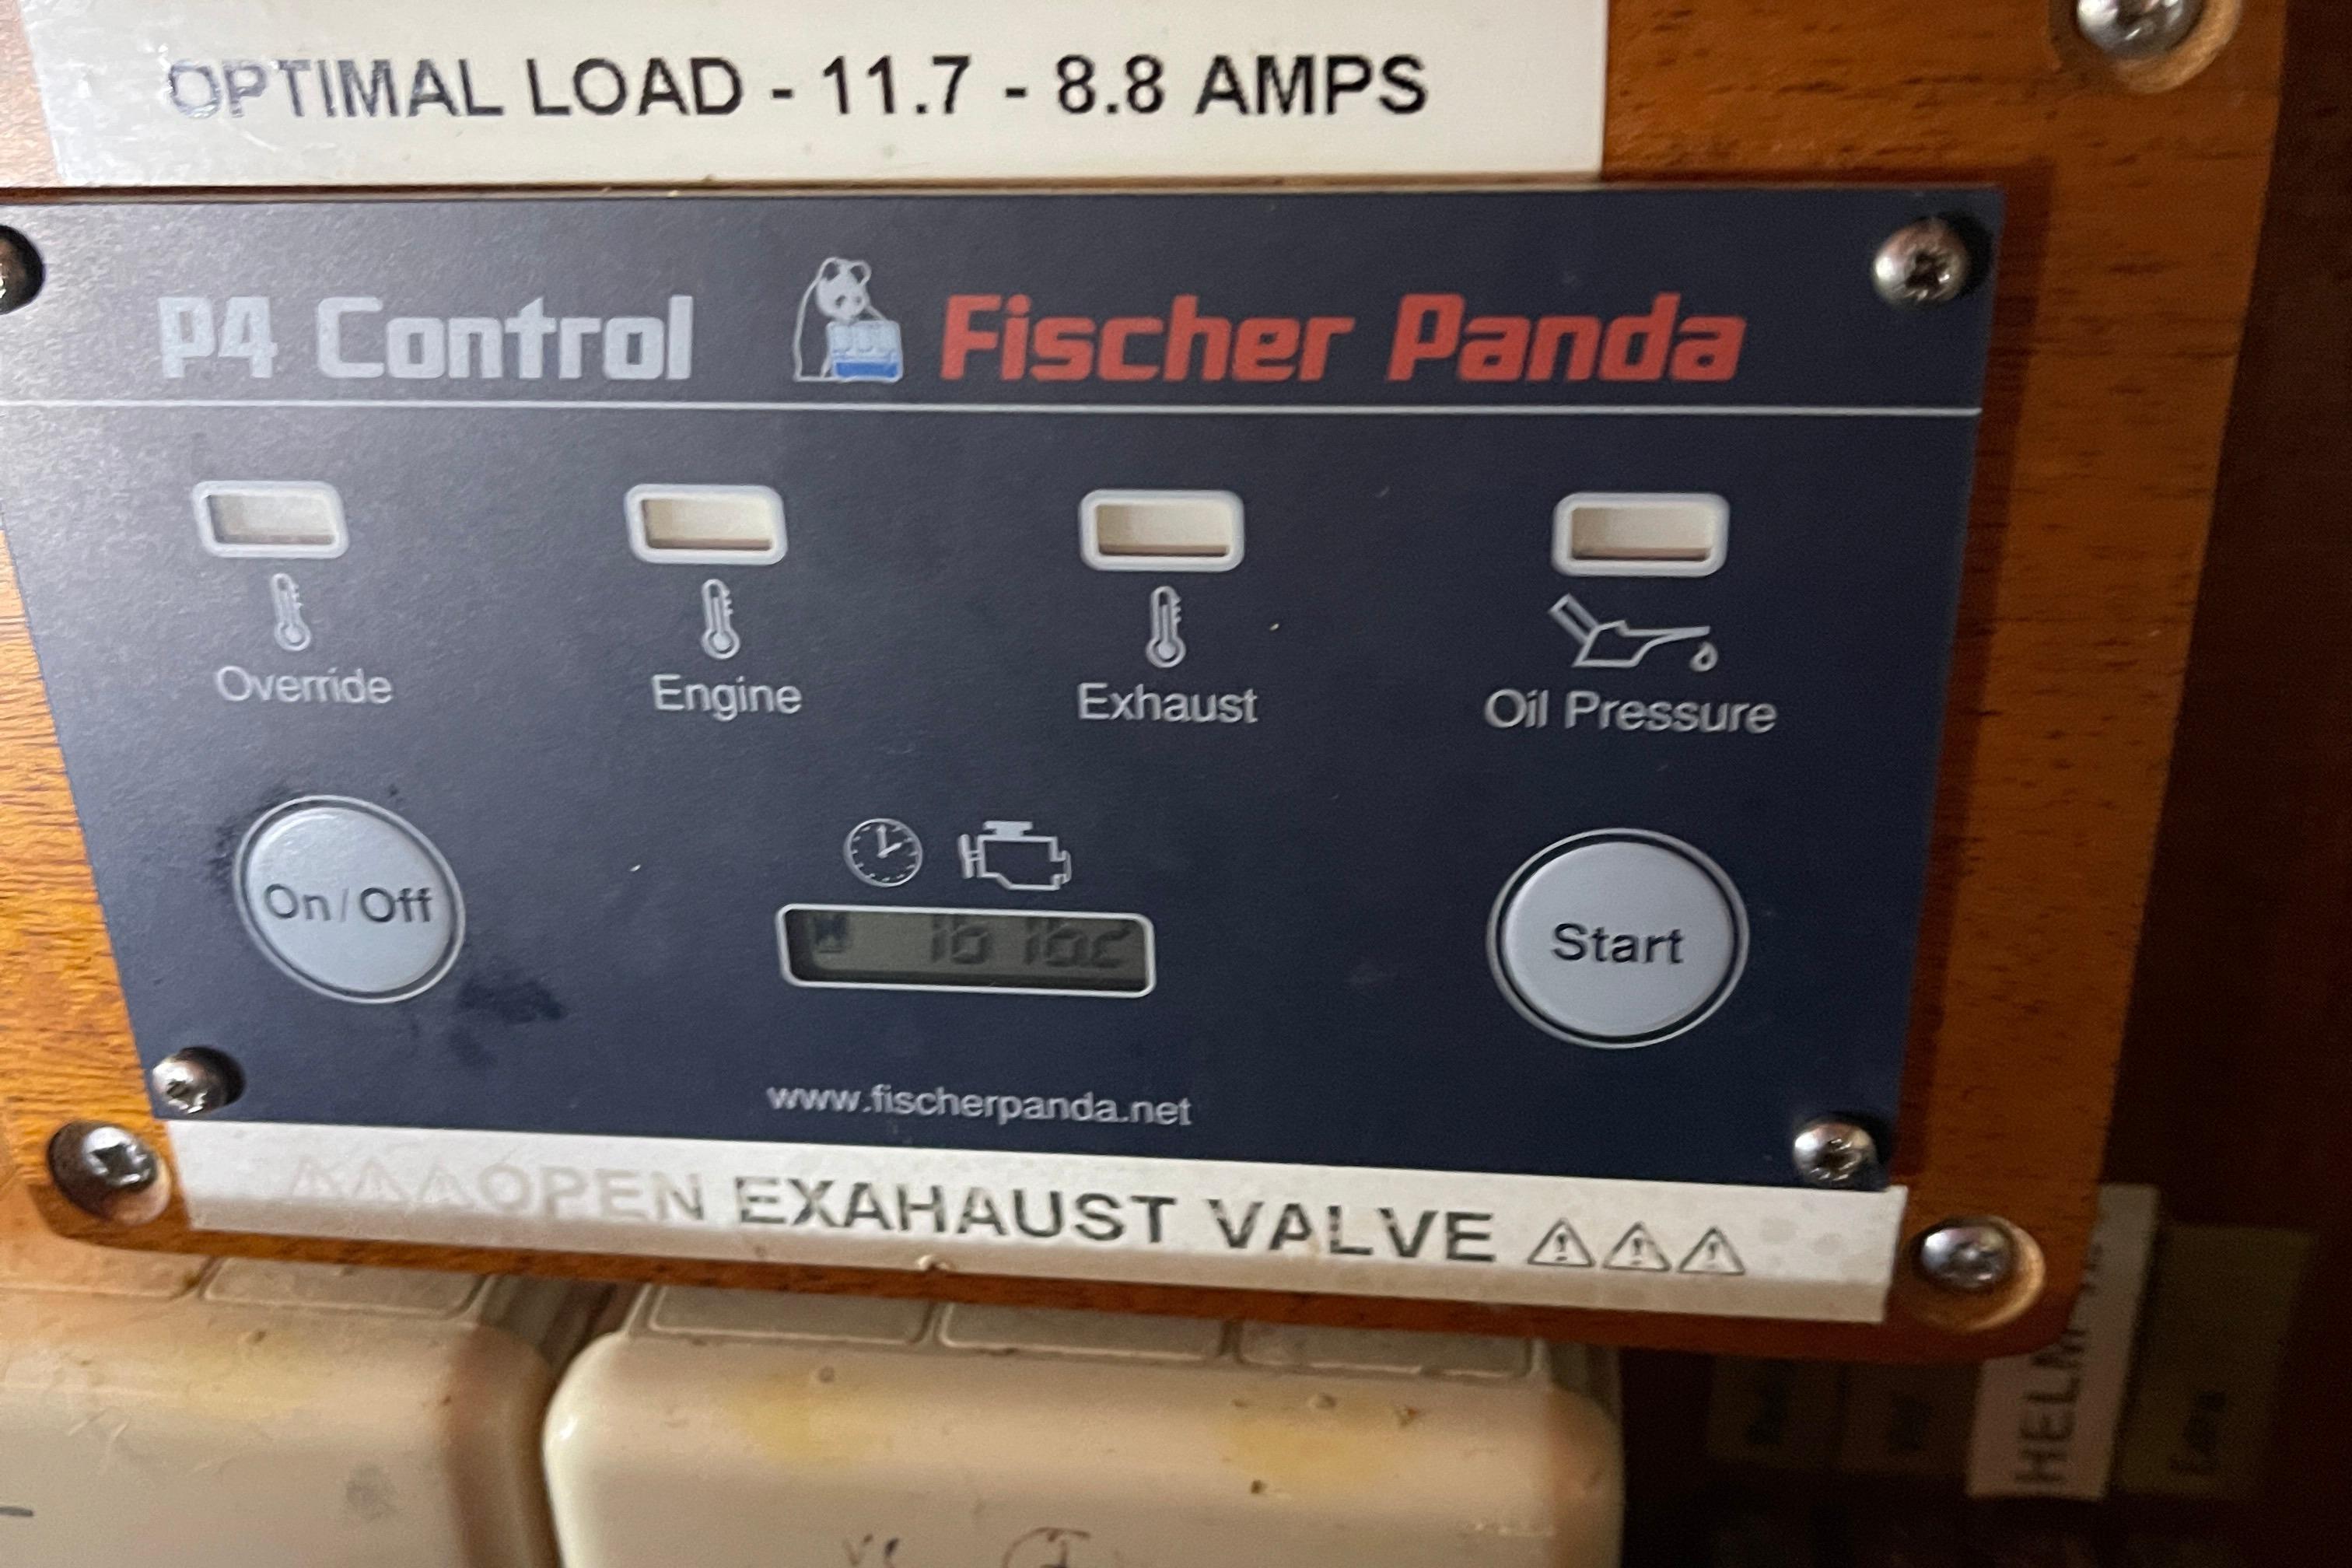 OPTIMAL LOAD - 11.7 - 8.8 AMPS
P4 Control Fischer Panda
Override Engine Exhaust Oil Pressure
On/Off Start
www.fischerpanda.net
⚠⚠⚠OPEN EXAHAUST VALVE ⚠⚠⚠